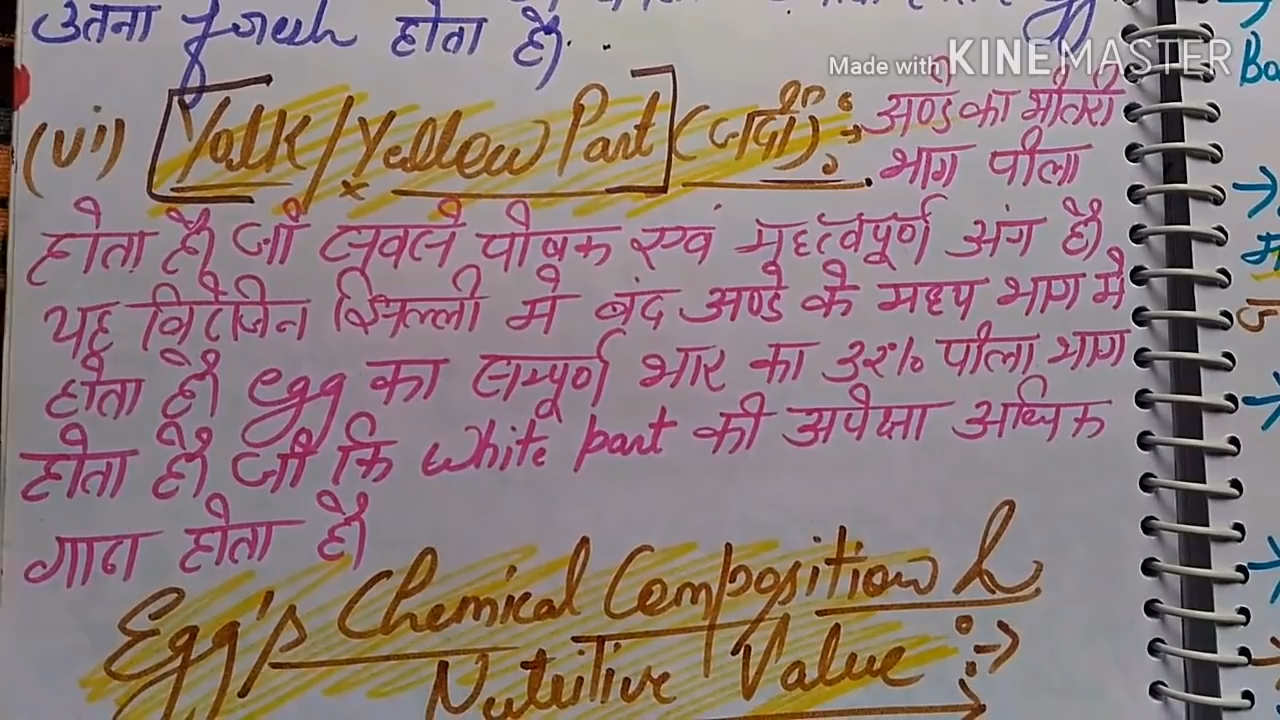 उतना fresh होता है।
Made with KINEMASTER
(vi) [Yalk/Yellow Part] (जर्दी) :→ अण्डे का भीतरी
भाग पीला
होता है। जो सबसे पोषक एवं महत्वपूर्ण अंग है।
यह विटेजिन झिल्ली में बंद अण्डे के मध्य भाग में
होता है। egg का सम्पूर्ण भार का 32% पीला भाग
होता है। जो कि white part की अपेक्षा अधिक
गाढा होता है।
Egg's Chemical Composition &
Nutritive Value :→